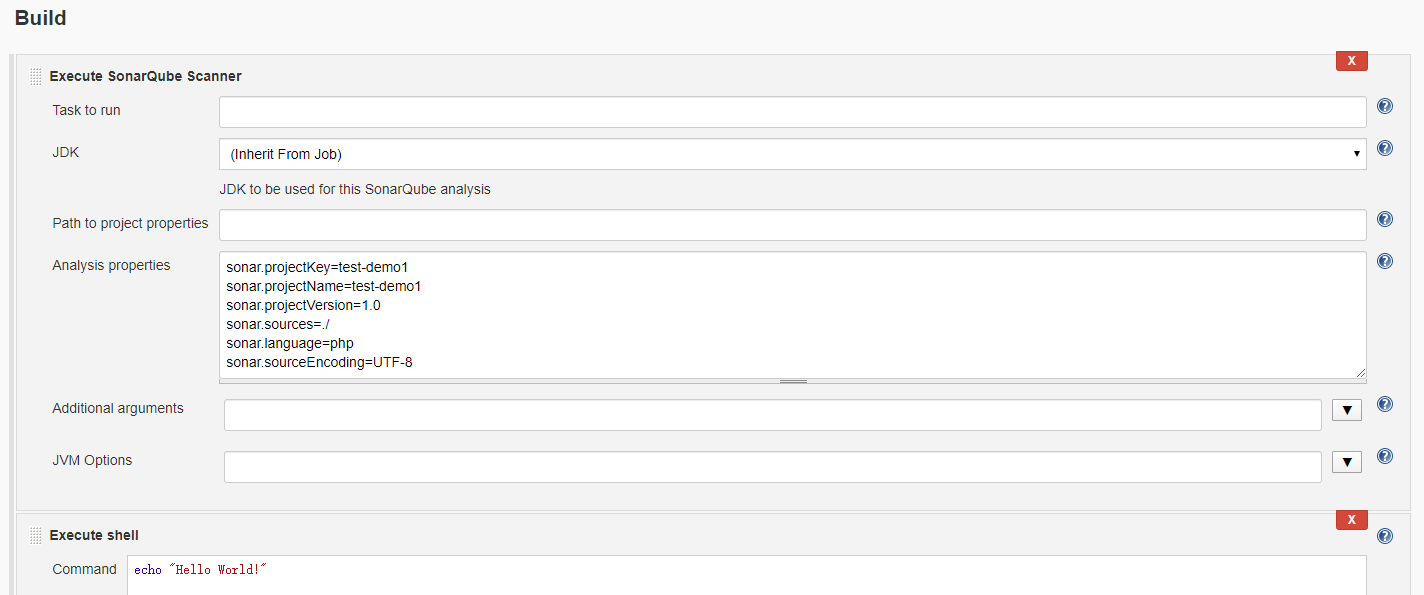 Build
Execute SonarQube Scanner
X
Task to run
?
JDK
(Inherit From Job)
?
JDK to be used for this SonarQube analysis
Path to project properties
?
Analysis properties
sonar.projectKey=test-demo1
sonar.projectName=test-demo1
sonar.projectVersion=1.0
sonar.sources=./
sonar.language=php
sonar.sourceEncoding=UTF-8
?
Additional arguments
?
JVM Options
?
Execute shell
X
?
Command
echo "Hello World!"